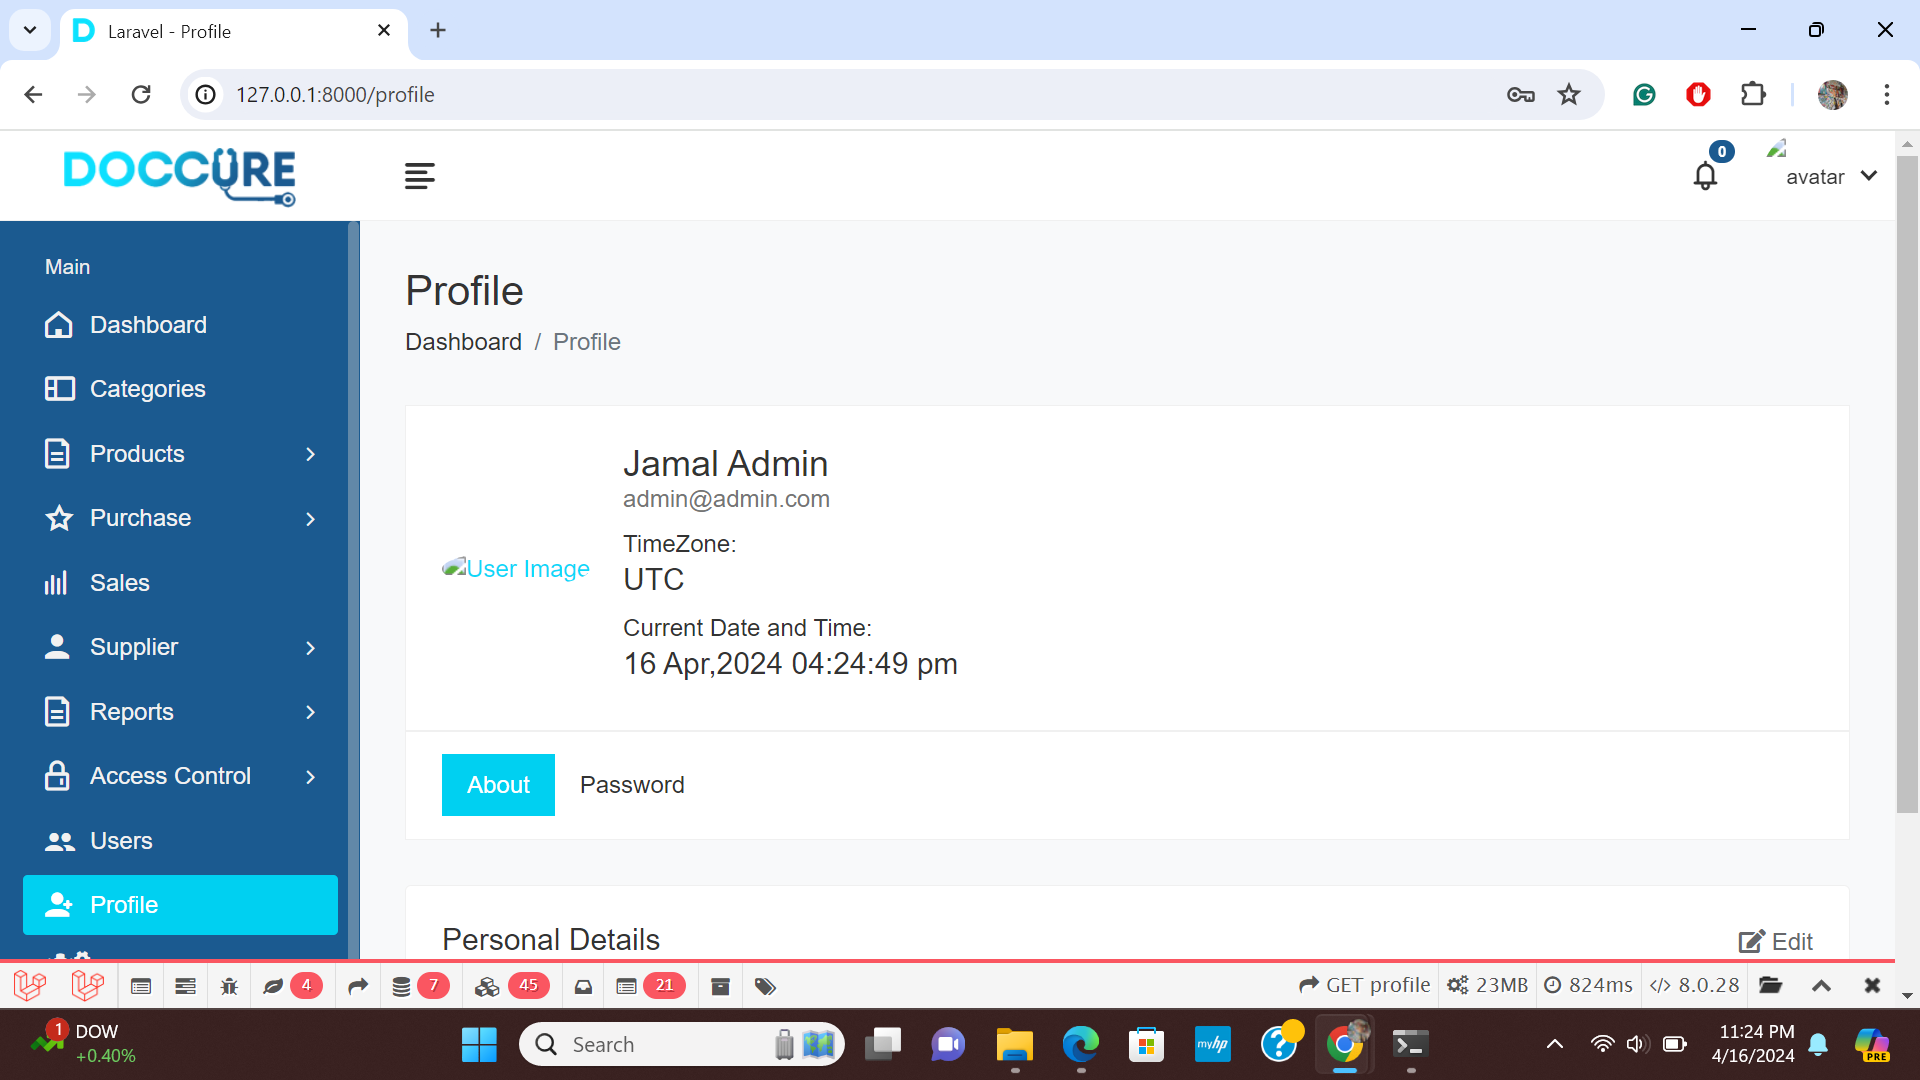 Laravel - Profile
127.0.0.1:8000/profile
DOCCURE
0
avatar
Main
Dashboard
Categories
Products
Purchase
Sales
Supplier
Reports
Access Control
Users
Profile
Profile
Dashboard / Profile
Jamal Admin
admin@admin.com
User Image
TimeZone:
UTC
Current Date and Time:
16 Apr,2024 04:24:49 pm
About
Password
Personal Details
Edit
4
7
45
21
GET profile
23MB
824ms
8.0.28
1
DOW
+0.40%
Search
myhp
11:24 PM
4/16/2024
PRE